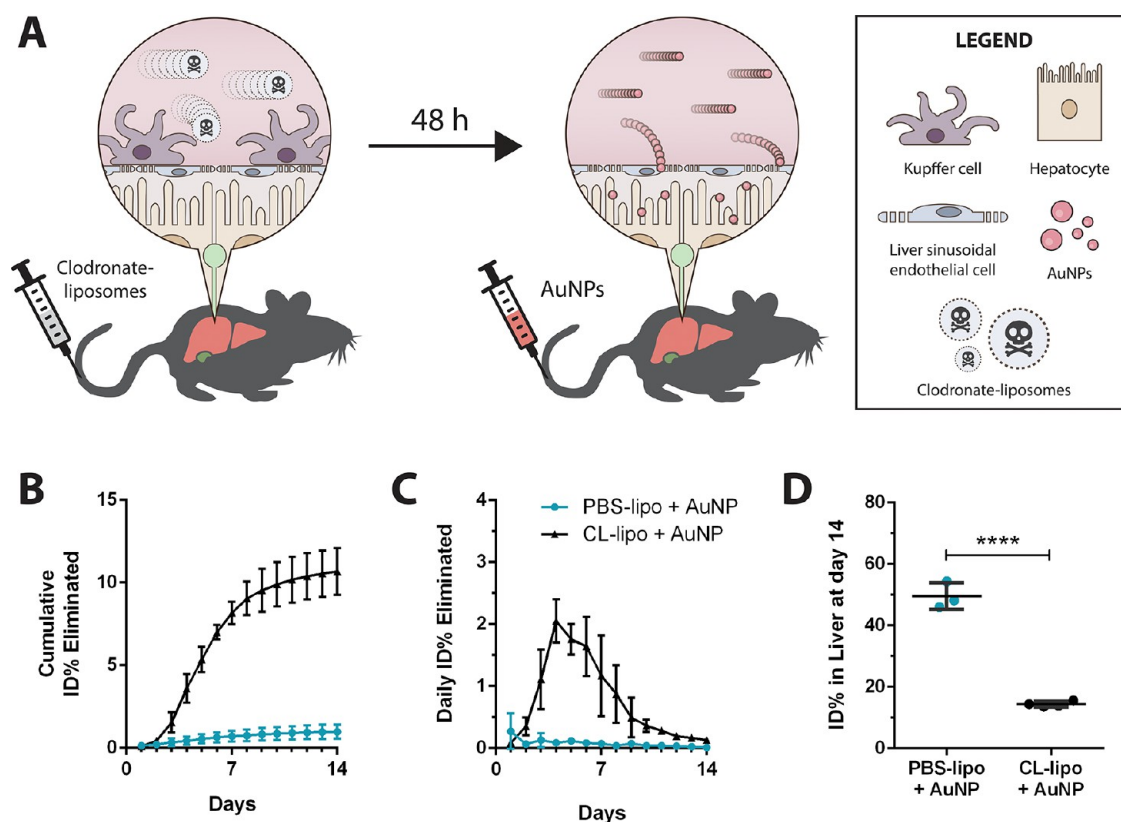 A
48 h
Clodronate-
liposomes
AuNPs
LEGEND
Kupffer cell
Hepatocyte
Liver sinusoidal
endothelial cell
AuNPs
Clodronate-liposomes
B
Cumulative
ID% Eliminated
15
10
5
0
0
7
14
Days
C
Daily ID% Eliminated
4
3
2
1
0
0
7
14
Days
PBS-lipo + AuNP
CL-lipo + AuNP
D
ID% in Liver at day 14
80
60
40
20
0
****
PBS-lipo
+ AuNP
CL-lipo
+ AuNP